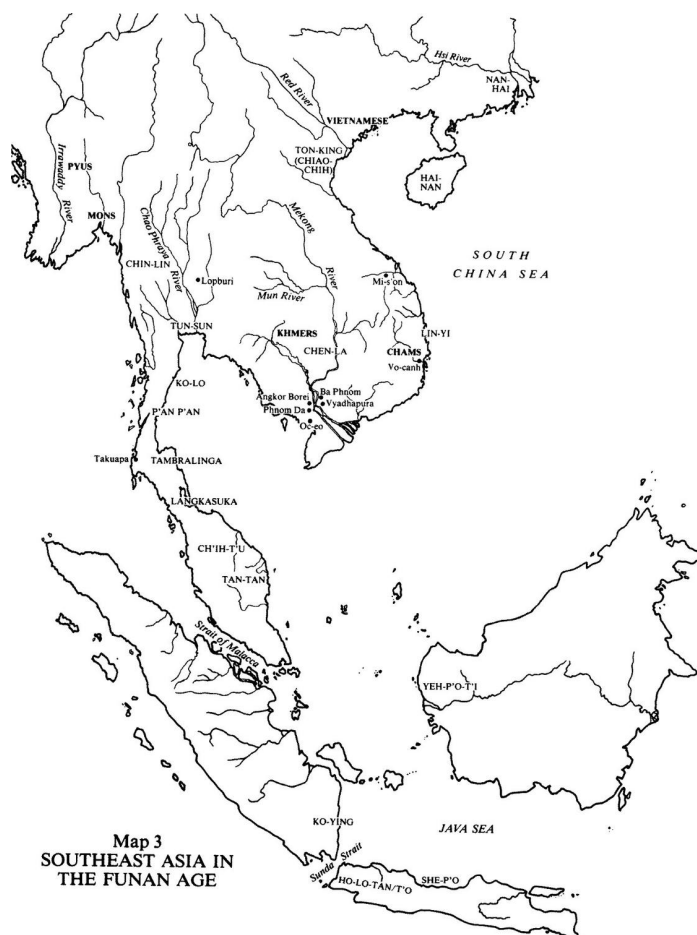 Hsi River
NAN-
HAI
Red River
VIETNAMESE
TON-KING
(CHIAO-
CHIH)
HAI-
NAN
Irrawaddy
River
PYUS
MONS
Chao Phraya
River
CHIN-LIN
Lopburi
Mekong
River
Mun River
SOUTH
CHINA SEA
Mi-s'on
TUN-SUN
KHMERS
CHEN-LA
LIN-YI
CHAMS
Vo-canh
KO-LO
Angkor Borei
Ba Phnom
Phnom Da
Vyadhapura
Oc-eo
P'AN P'AN
Takuapa
TAMBRALINGA
LANGKASUKA
CH'IH-T'U
TAN-TAN
Strait of Malacca
YEH-P'O-T'I
KO-YING
JAVA SEA
Sunda Strait
HO-LO-TAN/T'O
SHE-P'O
Map 3
SOUTHEAST ASIA IN
THE FUNAN AGE